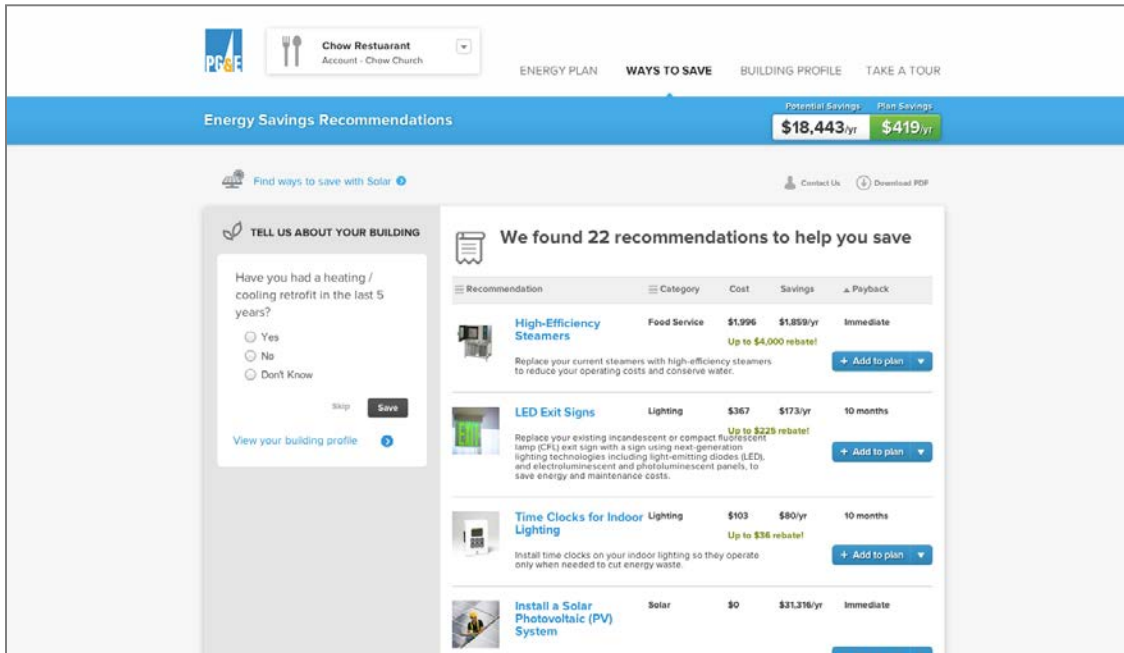 PG&E
Chow Restuarant
Account - Chow Church
ENERGY PLAN
WAYS TO SAVE
BUILDING PROFILE
TAKE A TOUR
Energy Savings Recommendations
Potential Savings
Plan Savings
$18,443/yr
$419/yr
Find ways to save with Solar
Contact Us
Download PDF
TELL US ABOUT YOUR BUILDING
Have you had a heating /
cooling retrofit in the last 5
years?
Yes
No
Don't Know
Skip
Save
View your building profile
We found 22 recommendations to help you save
Recommendation
Category
Cost
Savings
Payback
High-Efficiency
Steamers
Food Service
$1,996
$1,859/yr
Immediate
Up to $4,000 rebate!
Replace your current steamers with high-efficiency steamers
to reduce your operating costs and conserve water.
+ Add to plan
LED Exit Signs
Lighting
$367
$173/yr
10 months
Up to $225 rebate!
Replace your existing incandescent or compact fluorescent
lamp (CFL) exit sign with a sign using next-generation
lighting technologies including light-emitting diodes (LED),
and electroluminescent and photoluminescent panels, to
save energy and maintenance costs.
+ Add to plan
Time Clocks for Indoor
Lighting
Lighting
$103
$80/yr
10 months
Up to $36 rebate!
Install time clocks on your indoor lighting so they operate
only when needed to cut energy waste.
+ Add to plan
Install a Solar
Photovoltaic (PV)
System
Solar
$0
$31,316/yr
Immediate